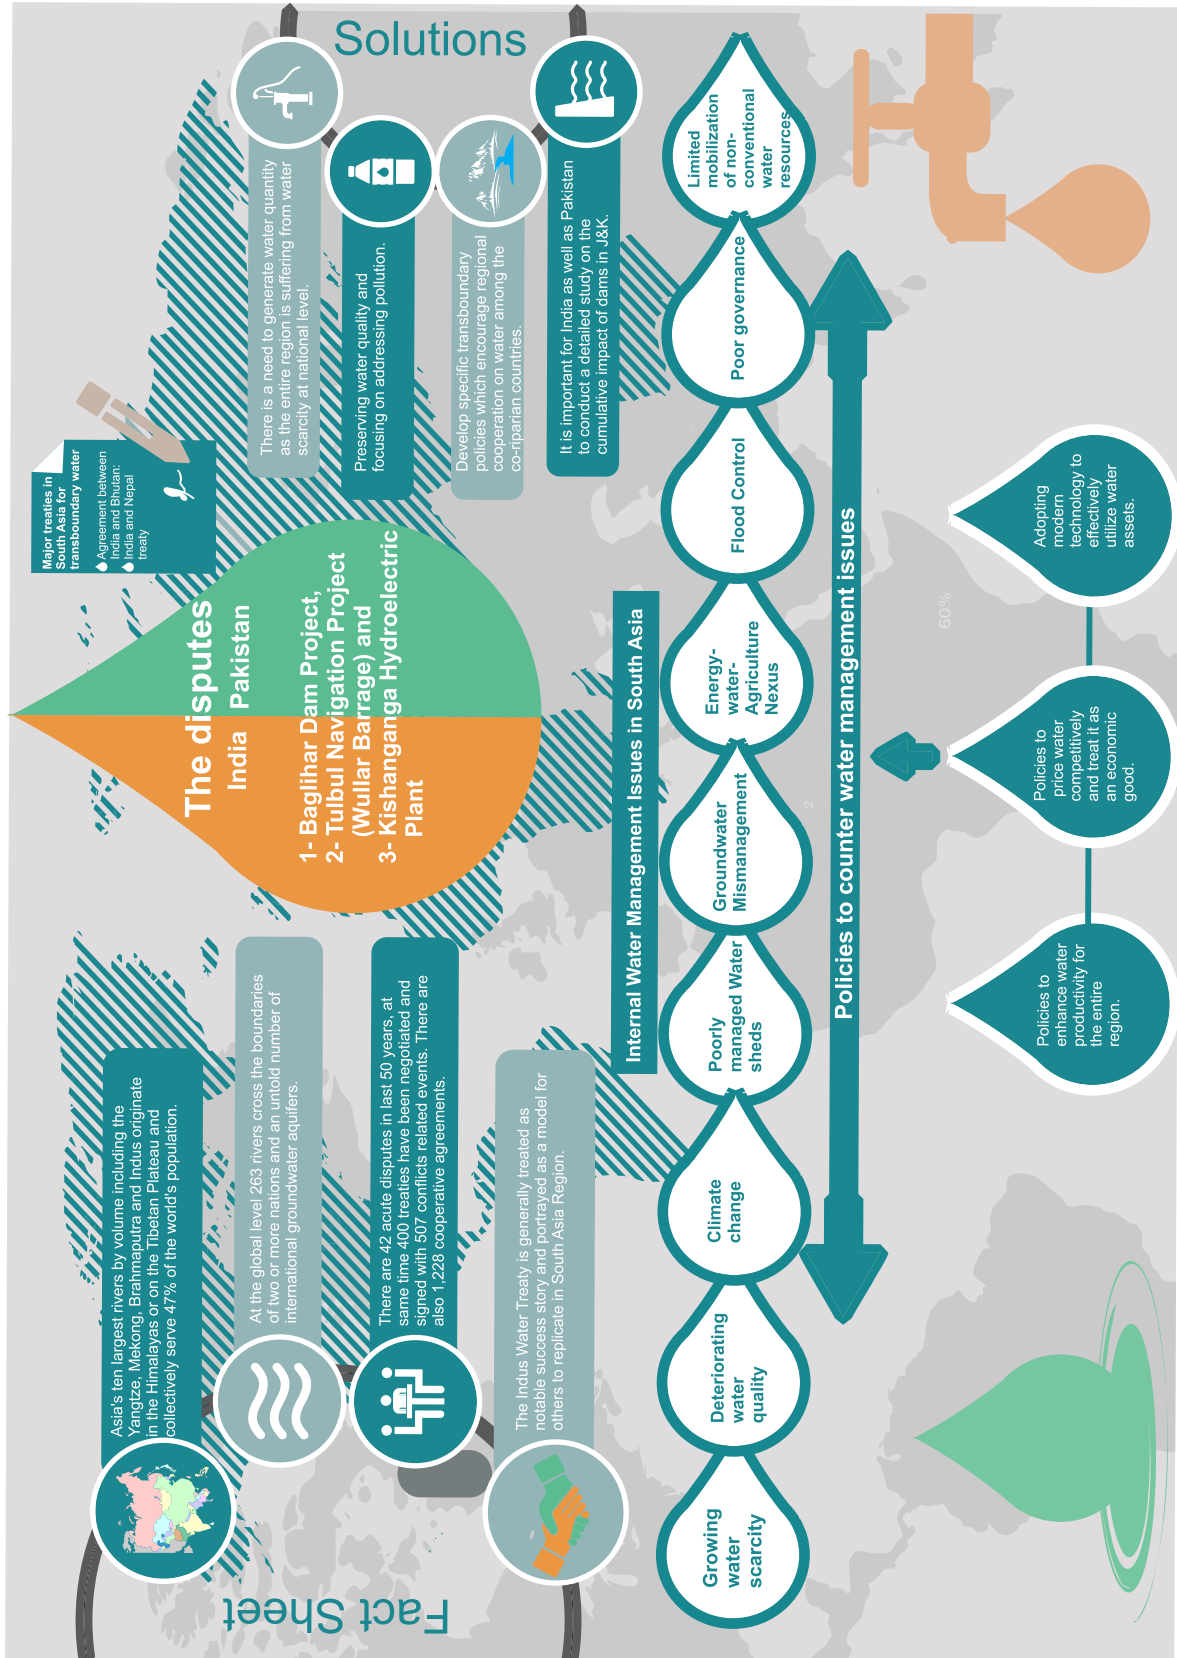 Fact Sheet
Asia's ten largest rivers by volume including the
Yangtze, Mekong, Brahmaputra and Indus originate
in the Himalayas or on the Tibetan Plateau and
collectively serve 47% of the world's population.
At the global level 263 rivers cross the boundaries
of two or more nations and an untold number of
international groundwater aquifers.
There are 42 acute disputes in last 50 years, at
same time 400 treaties have been negotiated and
signed with 507 conflicts related events. There are
also 1,228 cooperative agreements.
The Indus Water Treaty is generally treated as
notable success story and portrayed as a model for
others to replicate in South Asia Region.
The disputes
India Pakistan
1- Baglihar Dam Project,
2- Tulbul Navigation Project
(Wullar Barrage) and
3- Kishanganga Hydroelectric
Plant
Major treaties in
South Asia for
transboundary water
Agreement between
India and Bhutan:
India and Nepal
treaty
Solutions
There is a need to generate water quantity
as the entire region is suffering from water
scarcity at national level.
Preserving water quality and
focusing on addressing pollution.
Develop specific transboundary
policies which encourage regional
cooperation on water among the
co-riparian countries.
It is important for India as well as Pakistan
to conduct a detailed study on the
cumulative impact of dams in J&K.
Internal Water Management Issues in South Asia
Growing
water
scarcity
Deteriorating
water
quality
Climate
change
Poorly
managed Water
sheds
Groundwater
Mismanagement
Energy-
water-
Agriculture
Nexus
Flood Control
Poor governance
Limited
mobilization
of non-
conventional
water
resources
2
Policies to counter water management issues
60%
Policies to
enhance water
productivity for
the entire
region.
Policies to
price water
competitively
and treat it as
an economic
good.
Adopting
modern
technology to
effectively
utilize water
assets.